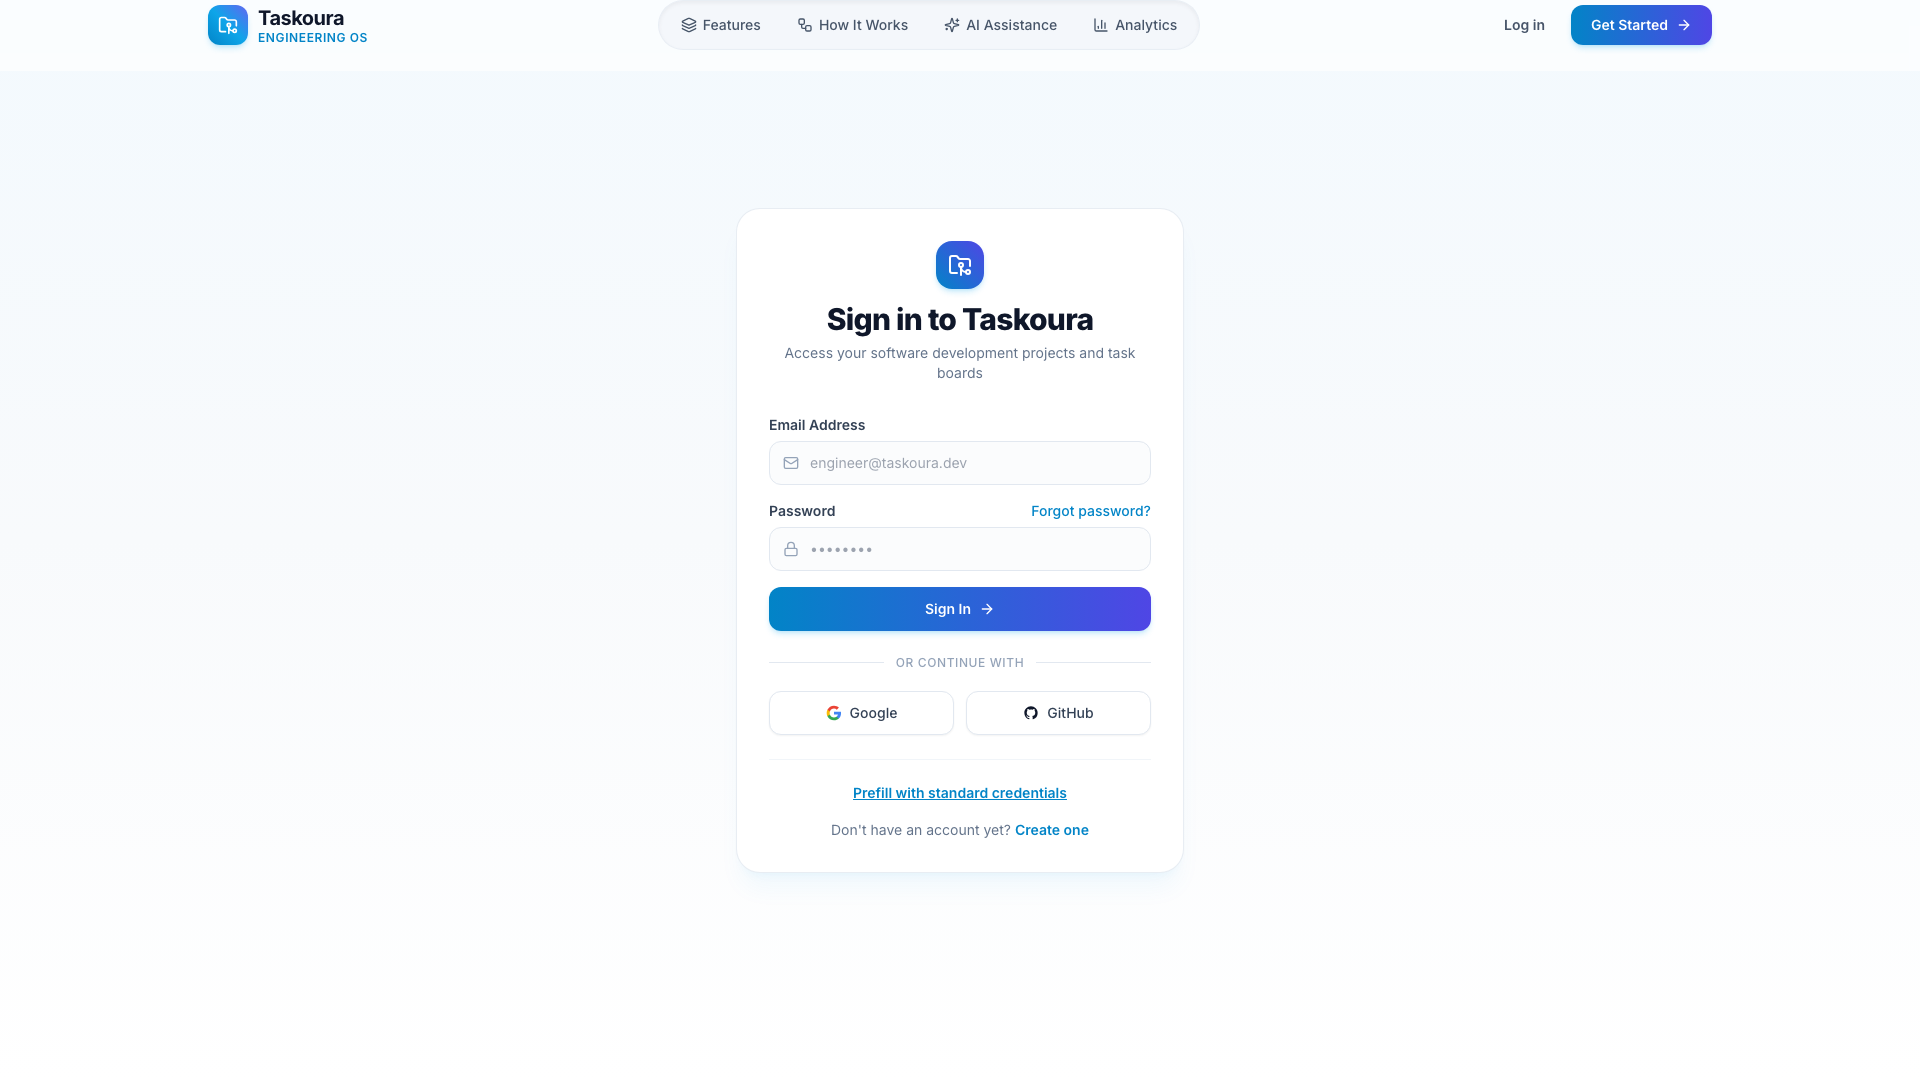 Taskoura
ENGINEERING OS
Features
How It Works
AI Assistance
Analytics
Log in
Get Started
Sign in to Taskoura
Access your software development projects and task
boards
Email Address
engineer@taskoura.dev
Password
Forgot password?
••••••••
Sign In
OR CONTINUE WITH
Google
GitHub
Prefill with standard credentials
Don't have an account yet? Create one